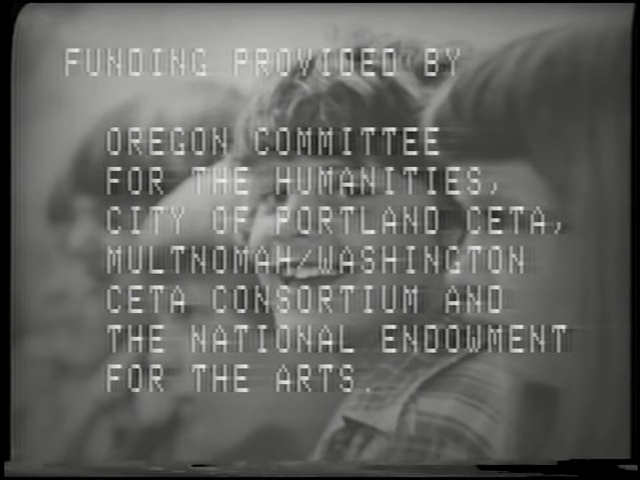 FUNDING PROVIDED BY
OREGON COMMITTEE
FOR THE HUMANITIES,
CITY OF PORTLAND CETA,
MULTNOMAH/WASHINGTON
CETA CONSORTIUM AND
THE NATIONAL ENDOWMENT
FOR THE ARTS.